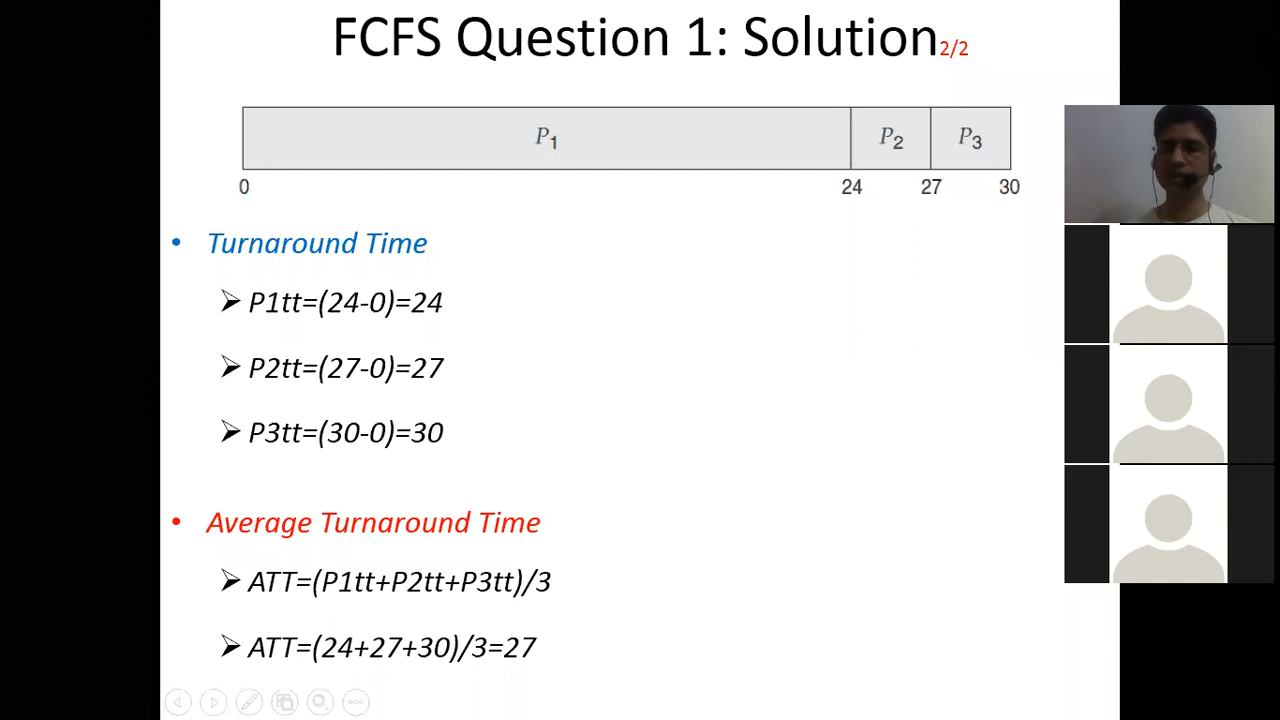 FCFS Question 1: Solution2/2
P1 P2 P3
0 24 27 30
• Turnaround Time
➢ P1tt=(24-0)=24
➢ P2tt=(27-0)=27
➢ P3tt=(30-0)=30
• Average Turnaround Time
➢ ATT=(P1tt+P2tt+P3tt)/3
➢ ATT=(24+27+30)/3=27